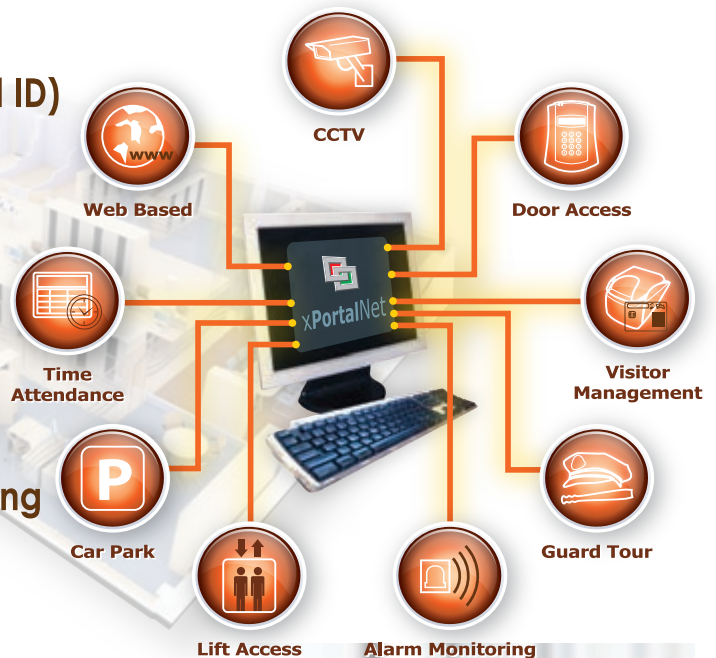 ID)
CCTV
www
Web Based
Door Access
xPortalNet
Time
Attendance
Visitor
Management
ng
P
Car Park
Guard Tour
Lift Access
Alarm Monitoring